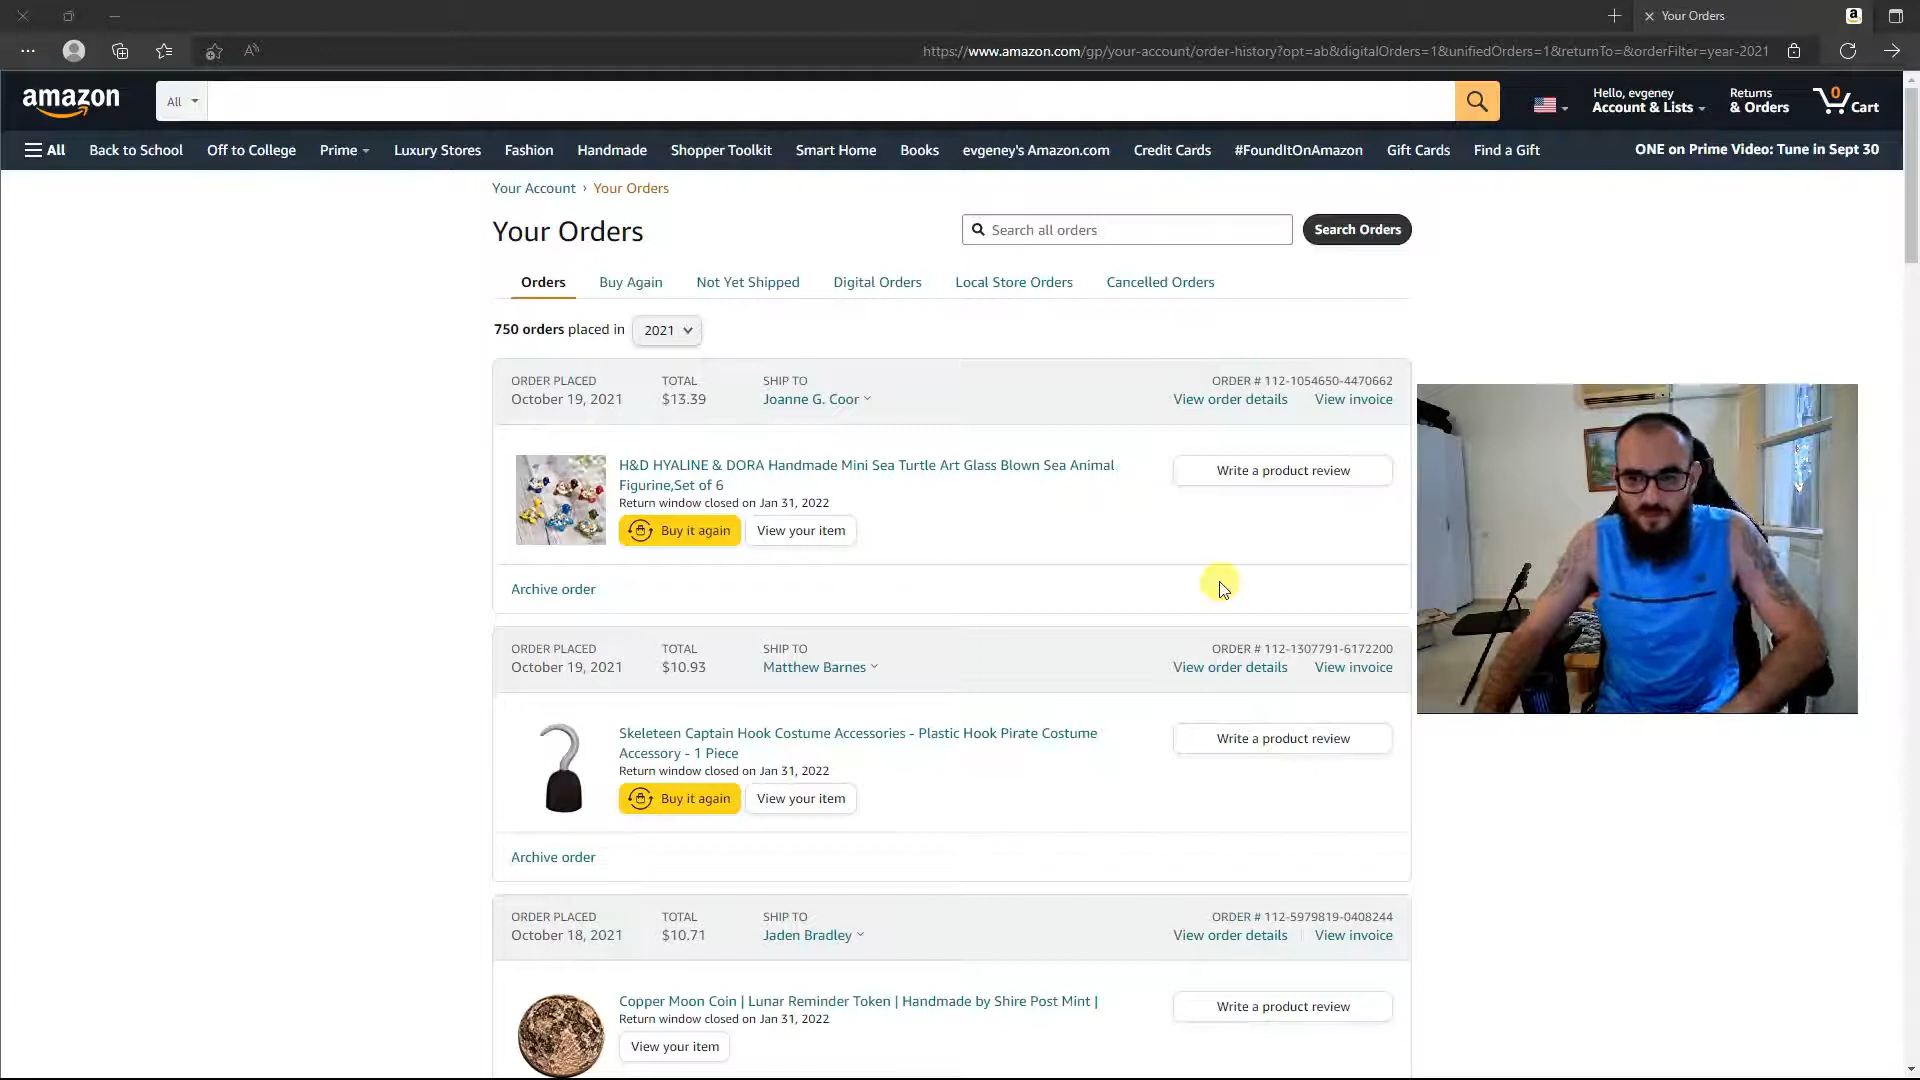 Your Orders
https://www.amazon.com/gp/your-account/order-history?opt=ab&digitalOrders=1&unifiedOrders=1&returnTo=&orderFilter=year-2021
amazon
All
Hello, evgeney
Account & Lists
Returns
& Orders
0
Cart
All
Back to School
Off to College
Prime
Luxury Stores
Fashion
Handmade
Shopper Toolkit
Smart Home
Books
evgeney's Amazon.com
Credit Cards
#FoundItOnAmazon
Gift Cards
Find a Gift
ONE on Prime Video: Tune in Sept 30
Your Account › Your Orders
Your Orders
Search all orders
Search Orders
Orders
Buy Again
Not Yet Shipped
Digital Orders
Local Store Orders
Cancelled Orders
750 orders placed in 2021
ORDER PLACED
October 19, 2021
TOTAL
$13.39
SHIP TO
Joanne G. Coor
ORDER # 112-1054650-4470662
View order details
View invoice
H&D HYALINE & DORA Handmade Mini Sea Turtle Art Glass Blown Sea Animal
Figurine,Set of 6
Return window closed on Jan 31, 2022
Buy it again
View your item
Write a product review
Archive order
ORDER PLACED
October 19, 2021
TOTAL
$10.93
SHIP TO
Matthew Barnes
ORDER # 112-1307791-6172200
View order details
View invoice
Skeleteen Captain Hook Costume Accessories - Plastic Hook Pirate Costume
Accessory - 1 Piece
Return window closed on Jan 31, 2022
Buy it again
View your item
Write a product review
Archive order
ORDER PLACED
October 18, 2021
TOTAL
$10.71
SHIP TO
Jaden Bradley
ORDER # 112-5979819-0408244
View order details
View invoice
Copper Moon Coin | Lunar Reminder Token | Handmade by Shire Post Mint |
Return window closed on Jan 31, 2022
View your item
Write a product review